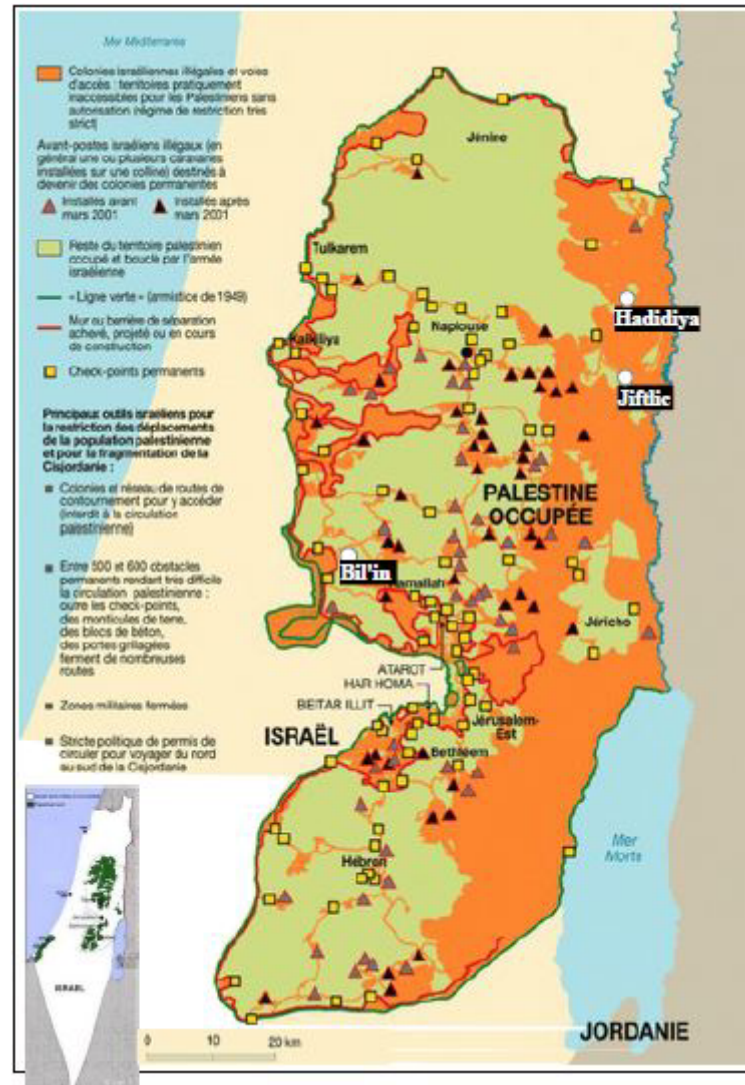 Mer Méditerranée
Colonies israéliennes illégales et voies
d'accès : territoires pratiquement
inaccessibles pour les Palestiniens sans
autorisation (régime de restriction très
strict)
Avant-postes israéliens illégaux (en
général une ou plusieurs caravanes
installées sur une colline) destinés à
devenir des colonies permanentes
Installés avant
mars 2001
Installés après
mars 2001
Reste du territoire palestinien
occupé et bouclé par l'armée
israélienne
« Ligne verte » (armistice de 1949)
Mur ou barrière de séparation
achevé, projeté ou en cours
de construction
Check-points permanents
Principaux outils israéliens pour
la restriction des déplacements
de la population palestinienne
et pour la fragmentation de la
Cisjordanie :
Colonies et réseau de routes de
contournement pour y accéder
(interdit à la circulation
palestinienne)
Entre 500 et 600 obstacles
permanents rendant très difficile
la circulation palestinienne :
outre les check-points,
des monticules de terre,
des blocs de béton,
des portes grillagées
ferment de nombreuses
routes
Zones militaires fermées
Stricte politique de permis de
circuler pour voyager du nord
au sud de la Cisjordanie
Jénine
Tulkarem
Hadidiya
Naplouse
Kalkiliya
Jiftlic
PALESTINE
OCCUPÉE
Bil'in
amallah
Jéricho
ATAROT
HAR HOMA
BEITAR ILLIT
Jérusalem-
Est
ISRAËL
Bethléem
Hébron
Mer
Morte
ISRAEL
JORDANIE
0 10 20 km